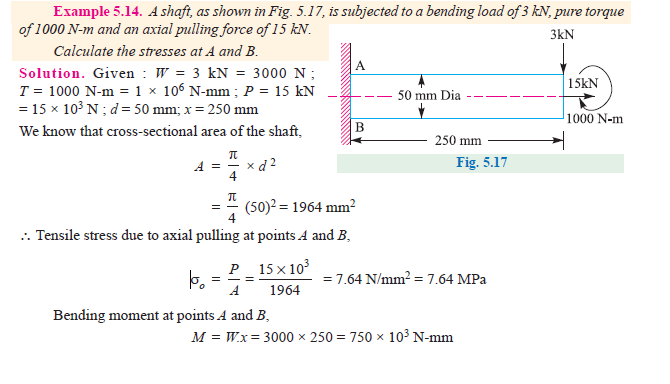 Example 5.14. A shaft, as shown in Fig. 5.17, is subjected to a bending load of 3 kN, pure torque
of 1000 N-m and an axial pulling force of 15 kN.
Calculate the stresses at A and B.
Solution. Given : W = 3 kN = 3000 N ;
T = 1000 N-m = 1 × 10⁶ N-mm ; P = 15 kN
= 15 × 10³ N ; d = 50 mm; x = 250 mm
We know that cross-sectional area of the shaft,
A = π/4 × d²
= π/4 (50)² = 1964 mm²
∴ Tensile stress due to axial pulling at points A and B,
σₒ = P/A = 15 × 10³/1964 = 7.64 N/mm² = 7.64 MPa
Bending moment at points A and B,
M = W.x = 3000 × 250 = 750 × 10³ N-mm
3kN
A
15kN
50 mm Dia
B
1000 N-m
250 mm
Fig. 5.17